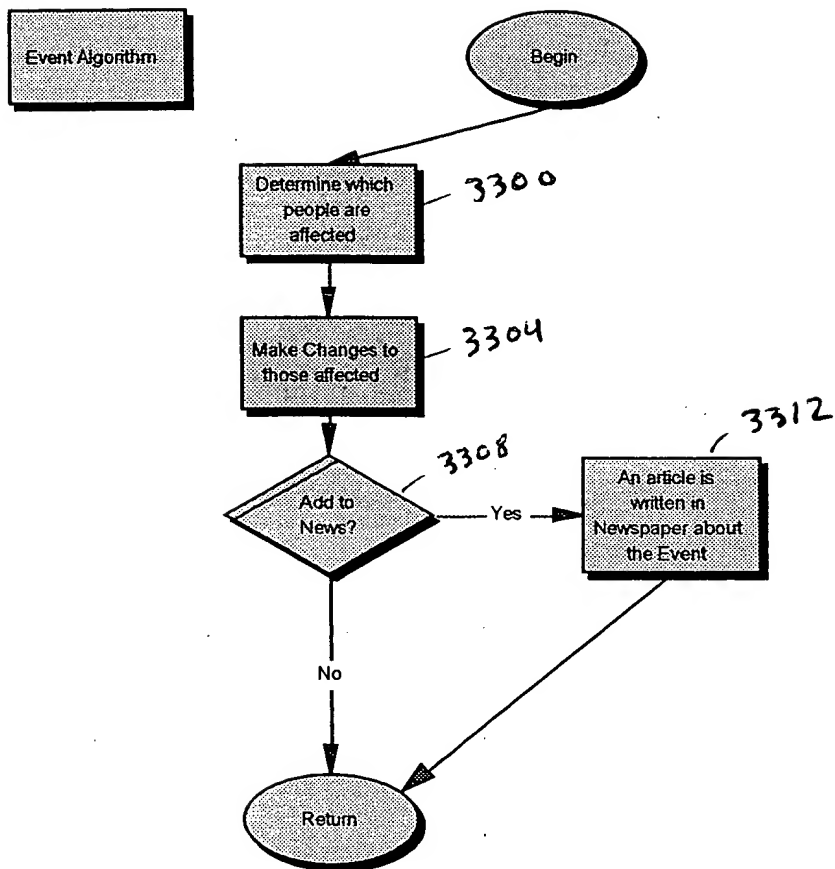 Event Algorithm
Begin
Determine which
people are
affected
3300
Make Changes to
those affected
3304
Add to
News?
3308
Yes
An article is
written in
Newspaper about
the Event
3312
No
Return